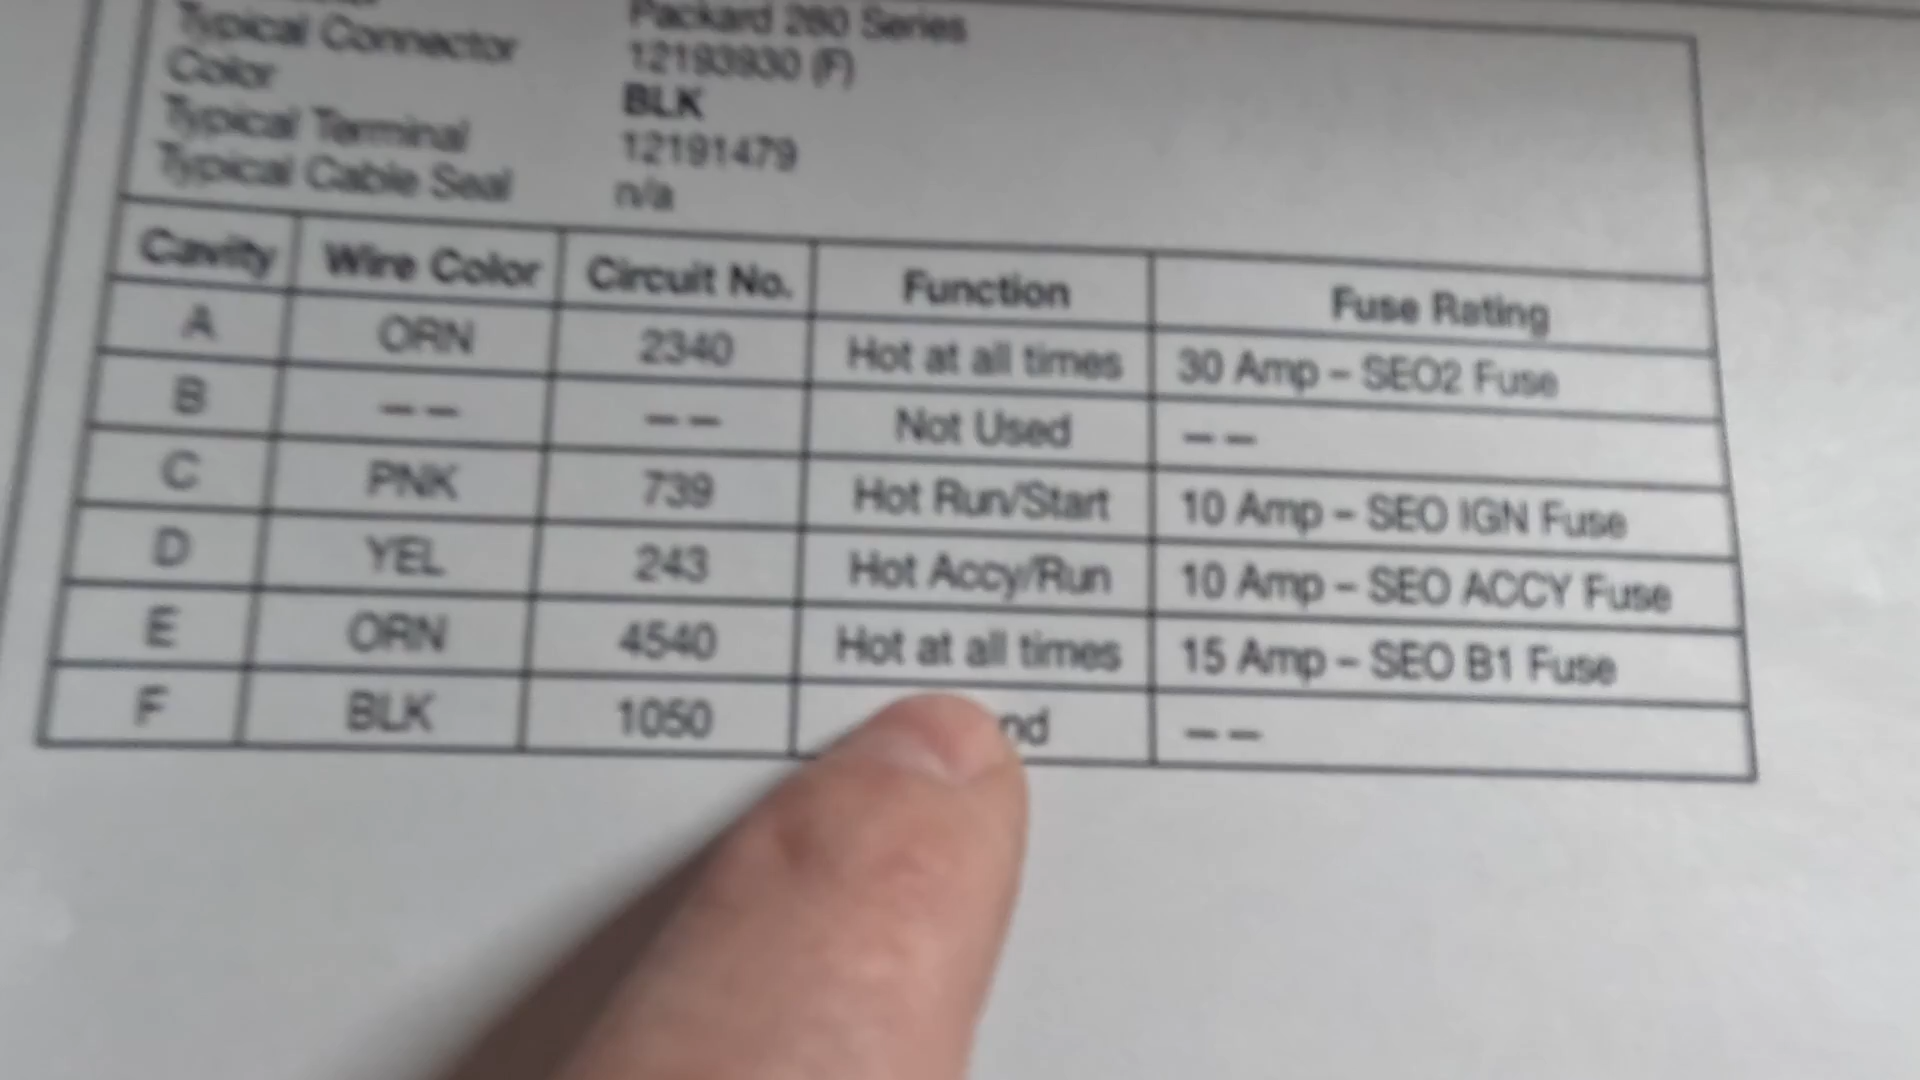 Packard 280 Series
Typical Connector 12193930 (F)
Color BLK
Typical Terminal 12191479
Typical Cable Seal n/a
Cavity Wire Color Circuit No. Function Fuse Rating
A ORN 2340 Hot at all times 30 Amp – SEO2 Fuse
B – – – – Not Used – –
C PNK 739 Hot Run/Start 10 Amp – SEO IGN Fuse
D YEL 243 Hot Accy/Run 10 Amp – SEO ACCY Fuse
E ORN 4540 Hot at all times 15 Amp – SEO B1 Fuse
F BLK 1050 nd – –